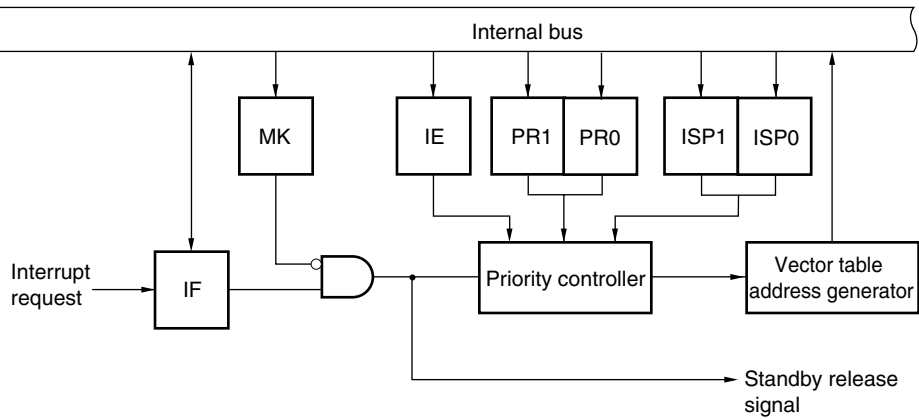 Internal bus
MK
IE
PR1
PR0
ISP1
ISP0
Interrupt
request
IF
Priority controller
Vector table
address generator
Standby release
signal